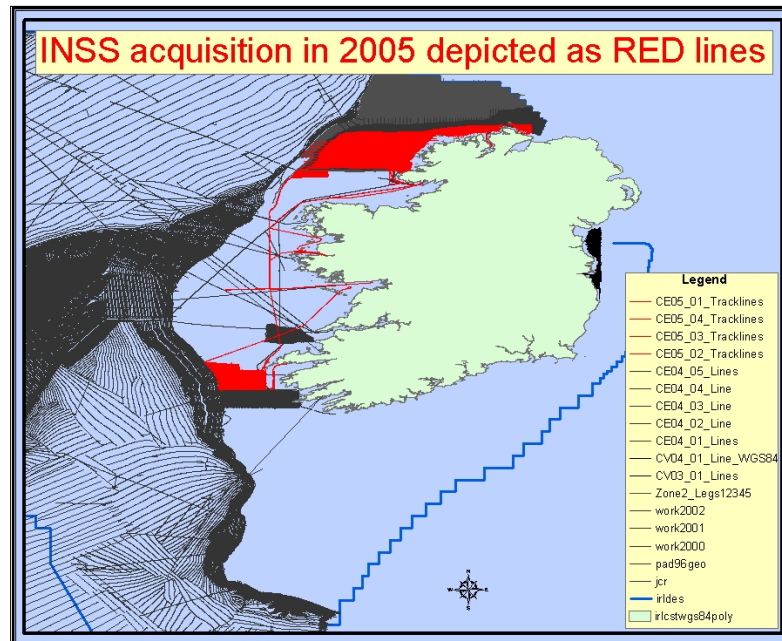 INSS acquisition in 2005 depicted as RED lines
Legend
CE05_01_Tracklines
CE05_04_Tracklines
CE05_03_Tracklines
CE05_02_Tracklines
CE04_05_Lines
CE04_04_Line
CE04_03_Line
CE04_02_Line
CE04_01_Lines
CV04_01_Line_WGS84
CV03_01_Lines
Zone2_Legs12345
work2002
work2001
work2000
pad96geo
jcr
irldes
irlcstwgs84poly
N
W E
S